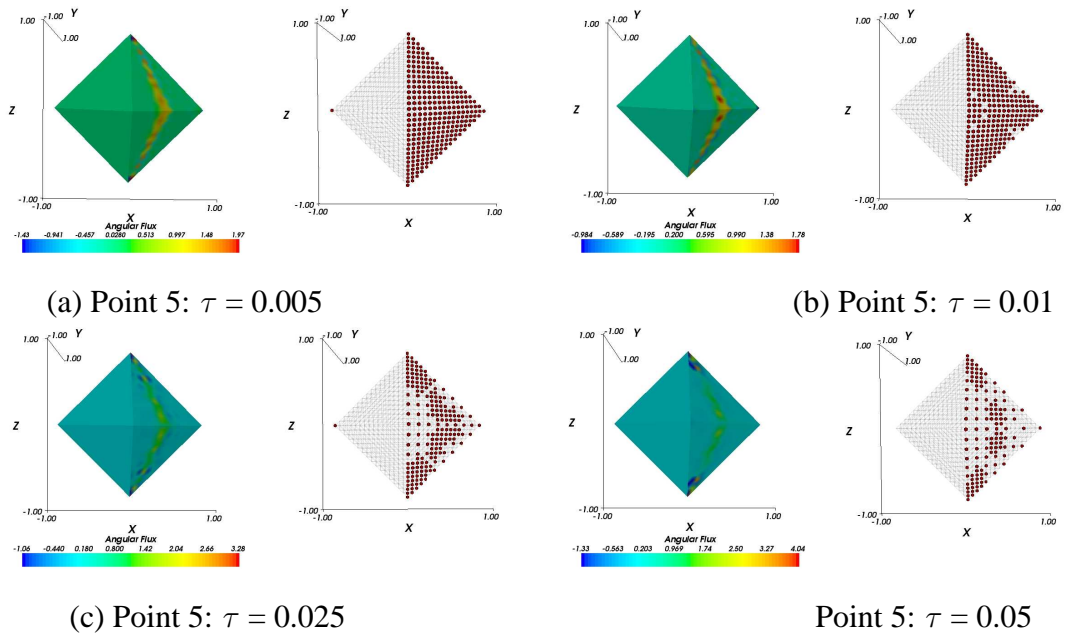 1.00 -1.00 Y 1.00
Z
-1.00
-1.00 X 1.00
Angular Flux
-1.43 -0.941 -0.457 0.0280 0.513 0.997 1.48 1.97
1.00 -1.00 Y 1.00
Z
-1.00
-1.00 X 1.00
(a) Point 5: τ = 0.005
1.00 -1.00 Y 1.00
Z
-1.00
-1.00 X 1.00
Angular Flux
-0.984 -0.589 -0.195 0.200 0.595 0.990 1.38 1.78
1.00 -1.00 Y 1.00
Z
-1.00
-1.00 X 1.00
(b) Point 5: τ = 0.01
1.00 -1.00 Y 1.00
Z
-1.00
-1.00 X 1.00
Angular Flux
-1.06 -0.440 0.180 0.800 1.42 2.04 2.66 3.28
1.00 -1.00 Y 1.00
Z
-1.00
-1.00 X 1.00
(c) Point 5: τ = 0.025
1.00 -1.00 Y 1.00
Z
-1.00
-1.00 X 1.00
Angular Flux
-1.33 -0.563 0.203 0.969 1.74 2.50 3.27 4.04
1.00 -1.00 Y 1.00
Z
-1.00
-1.00 X 1.00
Point 5: τ = 0.05